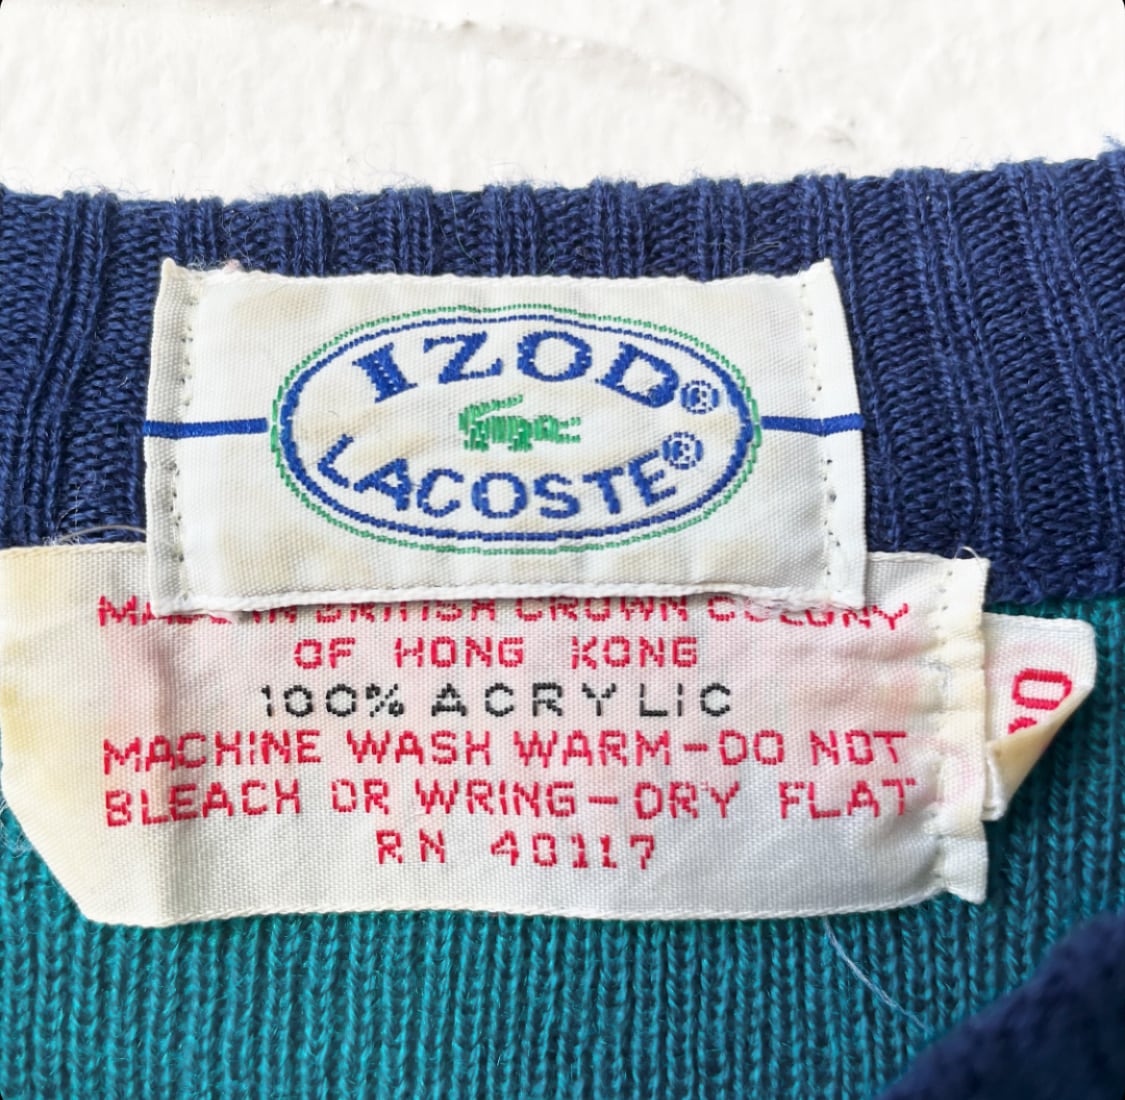 IZOD®
LACOSTE®
MADE IN BRITISH CROWN COLONY
OF HONG KONG
100% ACRYLIC
MACHINE WASH WARM-DO NOT
BLEACH OR WRING-DRY FLAT
RN 40117